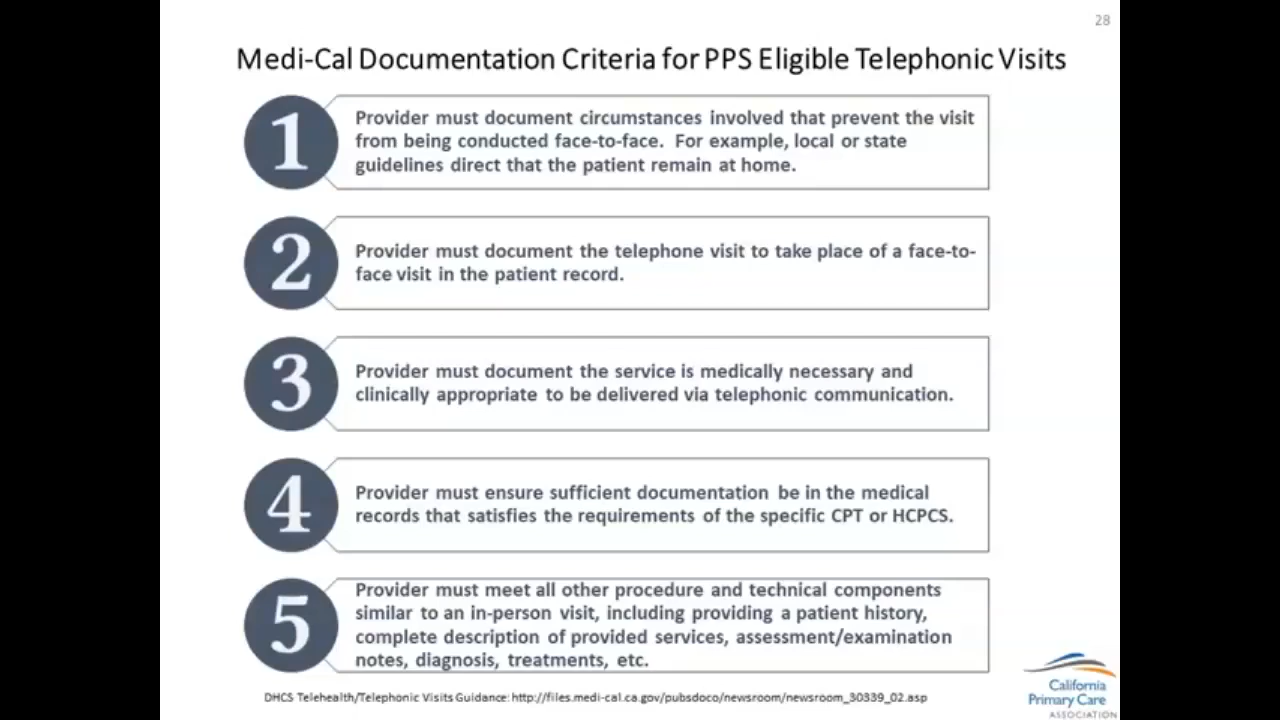 28
Medi-Cal Documentation Criteria for PPS Eligible Telephonic Visits
1
Provider must document circumstances involved that prevent the visit
from being conducted face-to-face. For example, local or state
guidelines direct that the patient remain at home.
2
Provider must document the telephone visit to take place of a face-to-
face visit in the patient record.
3
Provider must document the service is medically necessary and
clinically appropriate to be delivered via telephonic communication.
4
Provider must ensure sufficient documentation be in the medical
records that satisfies the requirements of the specific CPT or HCPCS.
5
Provider must meet all other procedure and technical components
similar to an in-person visit, including providing a patient history,
complete description of provided services, assessment/examination
notes, diagnosis, treatments, etc.
DHCS Telehealth/Telephonic Visits Guidance: http://files.medi-cal.ca.gov/pubsdoco/newsroom/newsroom_30339_02.asp
California
Primary Care
ASSOCIATION